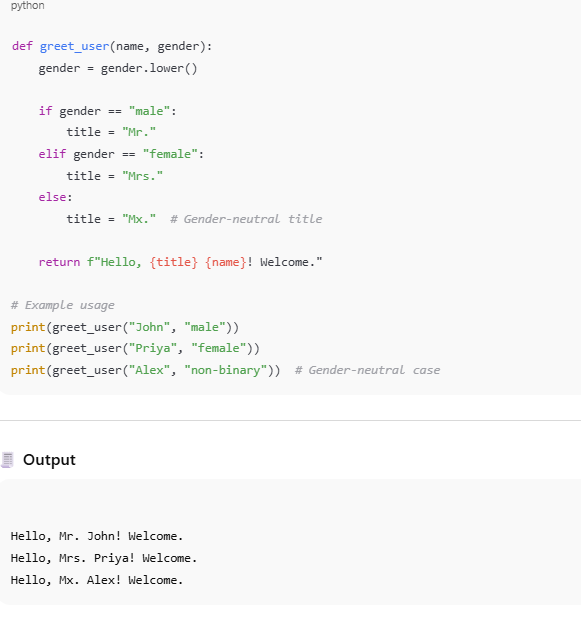 python
def greet_user(name, gender):
    gender = gender.lower()
    if gender == "male":
        title = "Mr."
    elif gender == "female":
        title = "Mrs."
    else:
        title = "Mx."  # Gender-neutral title
    return f"Hello, {title} {name}! Welcome."
# Example usage
print(greet_user("John", "male"))
print(greet_user("Priya", "female"))
print(greet_user("Alex", "non-binary"))  # Gender-neutral case
Output
Hello, Mr. John! Welcome.
Hello, Mrs. Priya! Welcome.
Hello, Mx. Alex! Welcome.